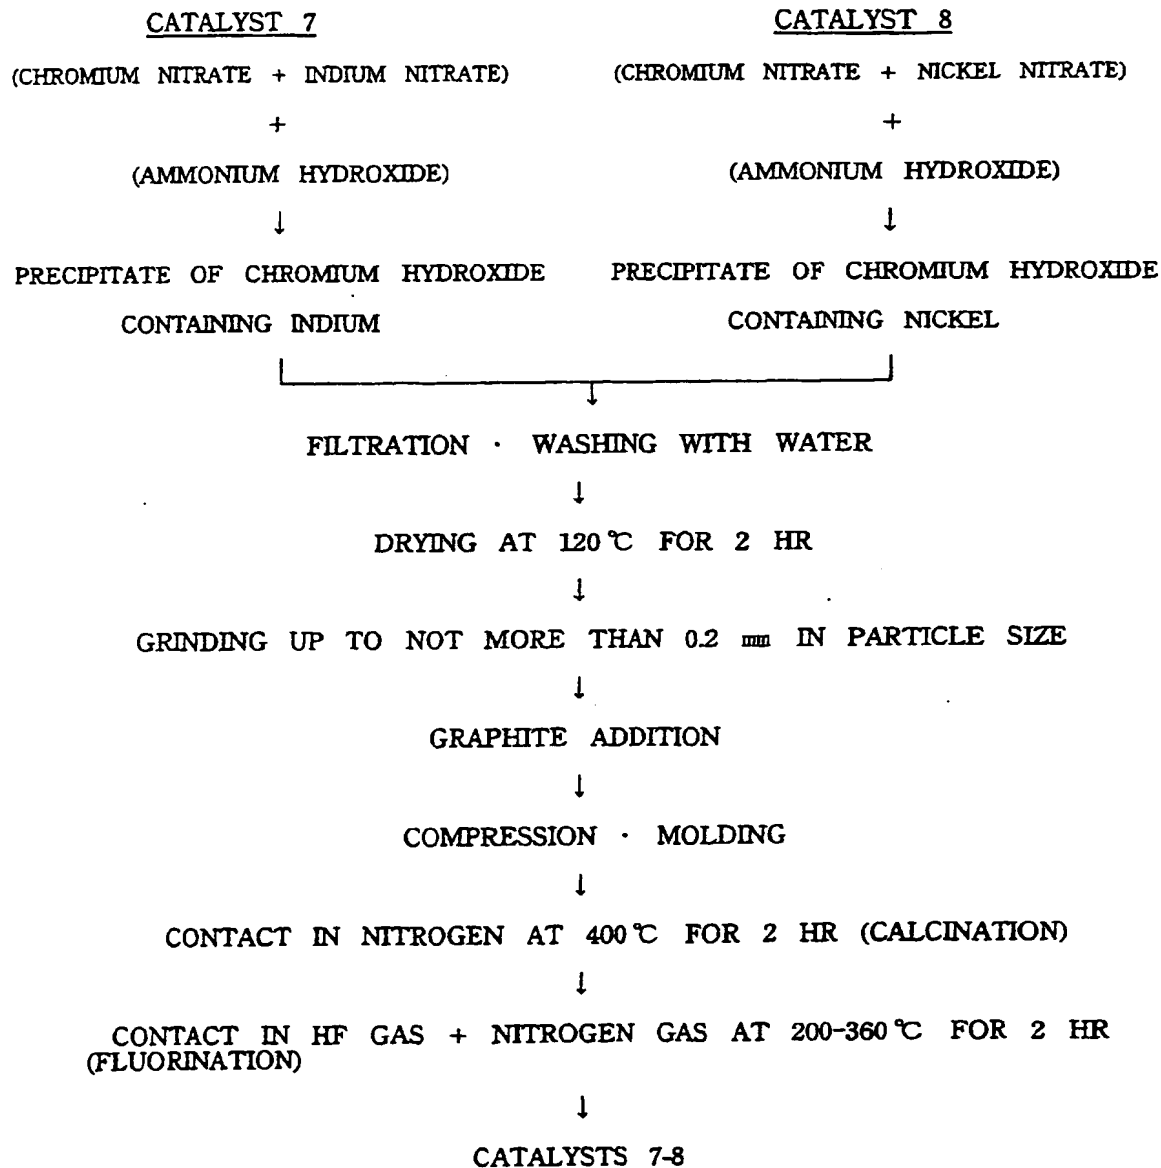 CATALYST 7
CATALYST 8
(CHROMIUM NITRATE + INDIUM NITRATE)
(CHROMIUM NITRATE + NICKEL NITRATE)
+
+
(AMMONIUM HYDROXIDE)
(AMMONIUM HYDROXIDE)
↓
↓
PRECIPITATE OF CHROMIUM HYDROXIDE
PRECIPITATE OF CHROMIUM HYDROXIDE
CONTAINING INDIUM
CONTAINING NICKEL
↓
FILTRATION · WASHING WITH WATER
↓
DRYING AT 120℃ FOR 2 HR
↓
GRINDING UP TO NOT MORE THAN 0.2 mm IN PARTICLE SIZE
↓
GRAPHITE ADDITION
↓
COMPRESSION · MOLDING
↓
CONTACT IN NITROGEN AT 400℃ FOR 2 HR (CALCINATION)
↓
CONTACT IN HF GAS + NITROGEN GAS AT 200-360℃ FOR 2 HR
(FLUORINATION)
↓
CATALYSTS 7-8